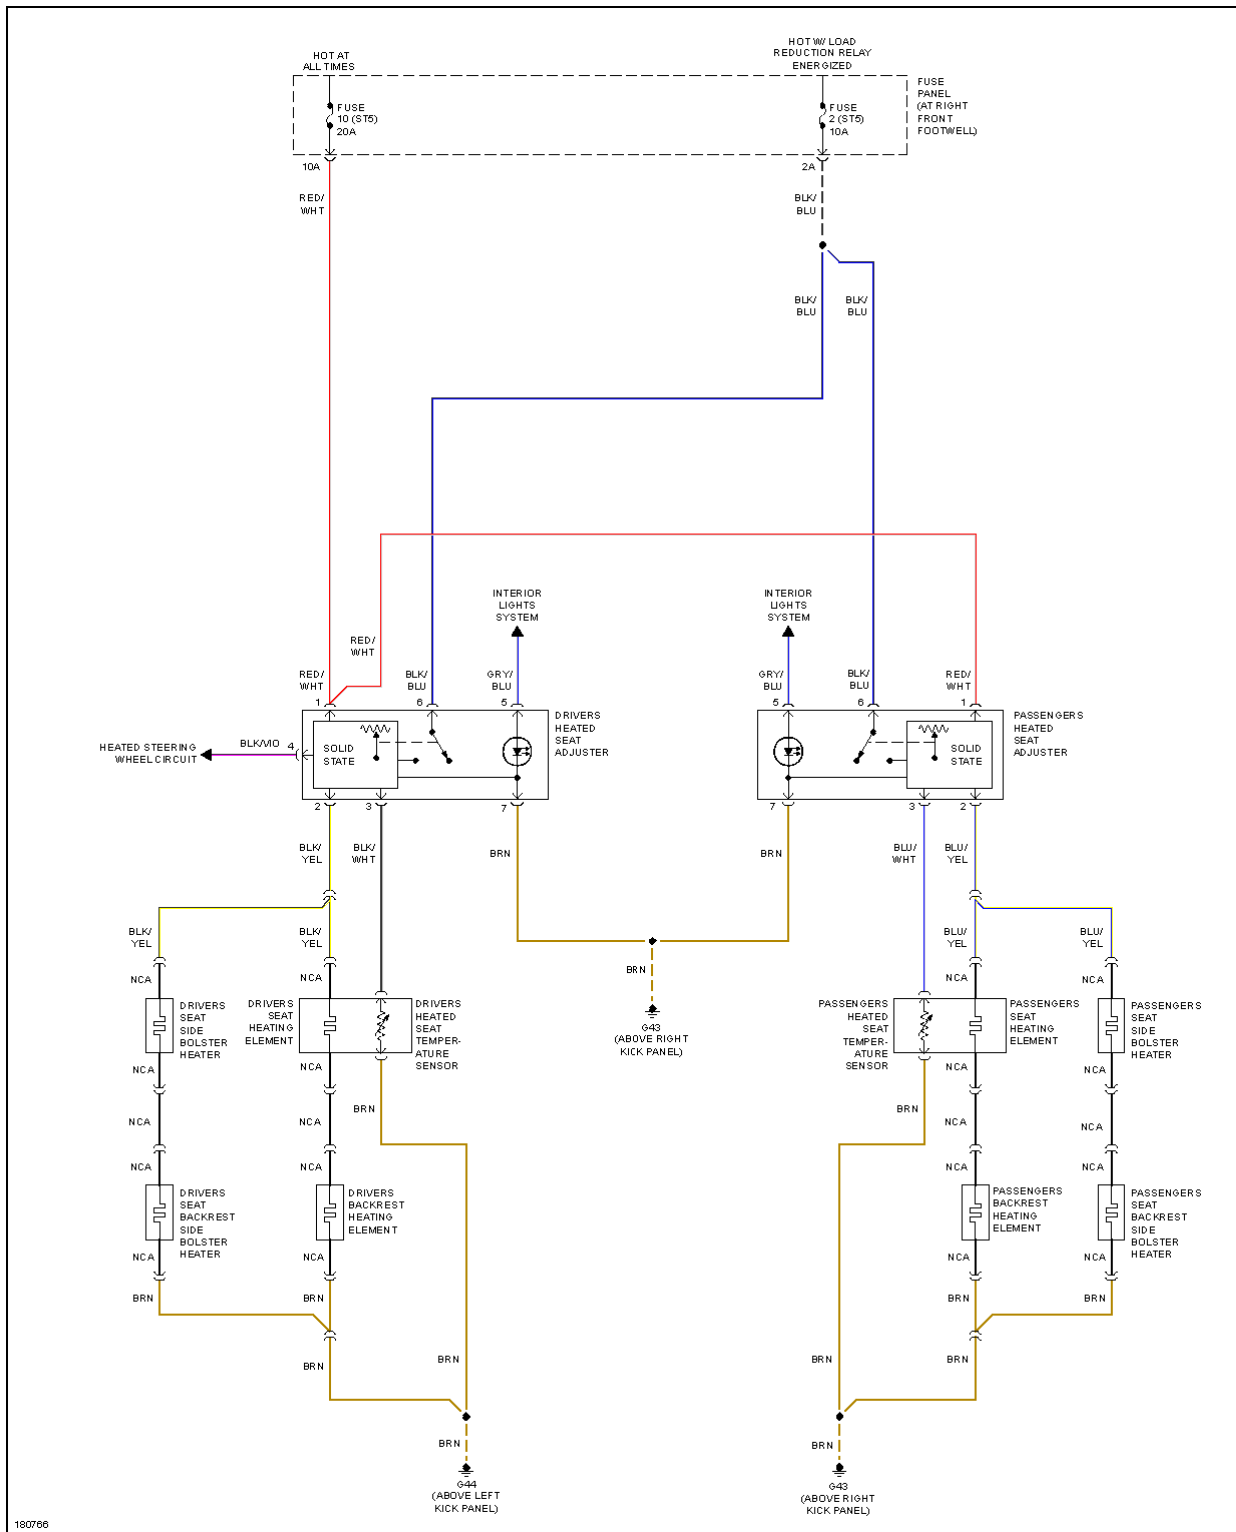 HOT AT
ALL TIMES
HOT W/ LOAD
REDUCTION RELAY
ENERGIZED
FUSE
10 (ST5)
20A
FUSE
2 (ST5)
10A
FUSE
PANEL
(AT RIGHT
FRONT
FOOTWELL)
10A
2A
RED/
WHT
BLK/
BLU
BLK/
BLU
BLK/
BLU
INTERIOR
LIGHTS
SYSTEM
INTERIOR
LIGHTS
SYSTEM
RED/
WHT
RED/
WHT
BLK/
BLU
GRY/
BLU
GRY/
BLU
BLK/
BLU
RED/
WHT
1
6
5
5
6
1
DRIVERS
HEATED
SEAT
ADJUSTER
PASSENGERS
HEATED
SEAT
ADJUSTER
HEATED STEERING
WHEEL CIRCUIT
BLK/VIO
4
SOLID
STATE
SOLID
STATE
2
3
7
7
3
2
BLK/
YEL
BLK/
WHT
BRN
BRN
BLU/
WHT
BLU/
YEL
BLK/
YEL
BLK/
YEL
BLU/
YEL
BLU/
YEL
BRN
NCA
NCA
NCA
NCA
G43
(ABOVE RIGHT
KICK PANEL)
DRIVERS
SEAT
SIDE
BOLSTER
HEATER
DRIVERS
SEAT
HEATING
ELEMENT
DRIVERS
HEATED
SEAT
TEMPER-
ATURE
SENSOR
PASSENGERS
HEATED
SEAT
TEMPER-
ATURE
SENSOR
PASSENGERS
SEAT
HEATING
ELEMENT
PASSENGERS
SEAT
SIDE
BOLSTER
HEATER
NCA
NCA
NCA
NCA
BRN
BRN
NCA
NCA
NCA
NCA
NCA
NCA
NCA
NCA
DRIVERS
SEAT
BACKREST
SIDE
BOLSTER
HEATER
DRIVERS
BACKREST
HEATING
ELEMENT
PASSENGERS
BACKREST
HEATING
ELEMENT
PASSENGERS
SEAT
BACKREST
SIDE
BOLSTER
HEATER
NCA
NCA
NCA
NCA
BRN
BRN
BRN
BRN
BRN
BRN
BRN
BRN
BRN
BRN
G44
(ABOVE LEFT
KICK PANEL)
G43
(ABOVE RIGHT
KICK PANEL)
180766